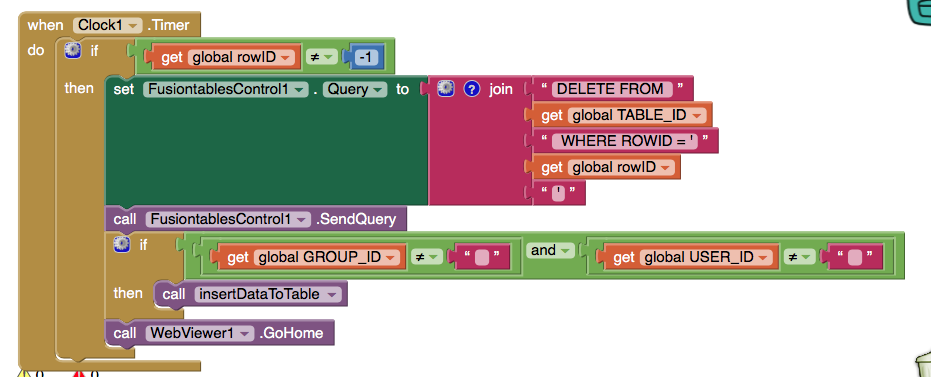 when Clock1 .Timer
do if get global rowID ≠ -1
then set FusiontablesControl1 . Query to join “ DELETE FROM ”
get global TABLE_ID
“ WHERE ROWID = ' ”
get global rowID
“ ' ”
call FusiontablesControl1 .SendQuery
if get global GROUP_ID ≠ “ ” and get global USER_ID ≠ “ ”
then call insertDataToTable
call WebViewer1 .GoHome
0 0